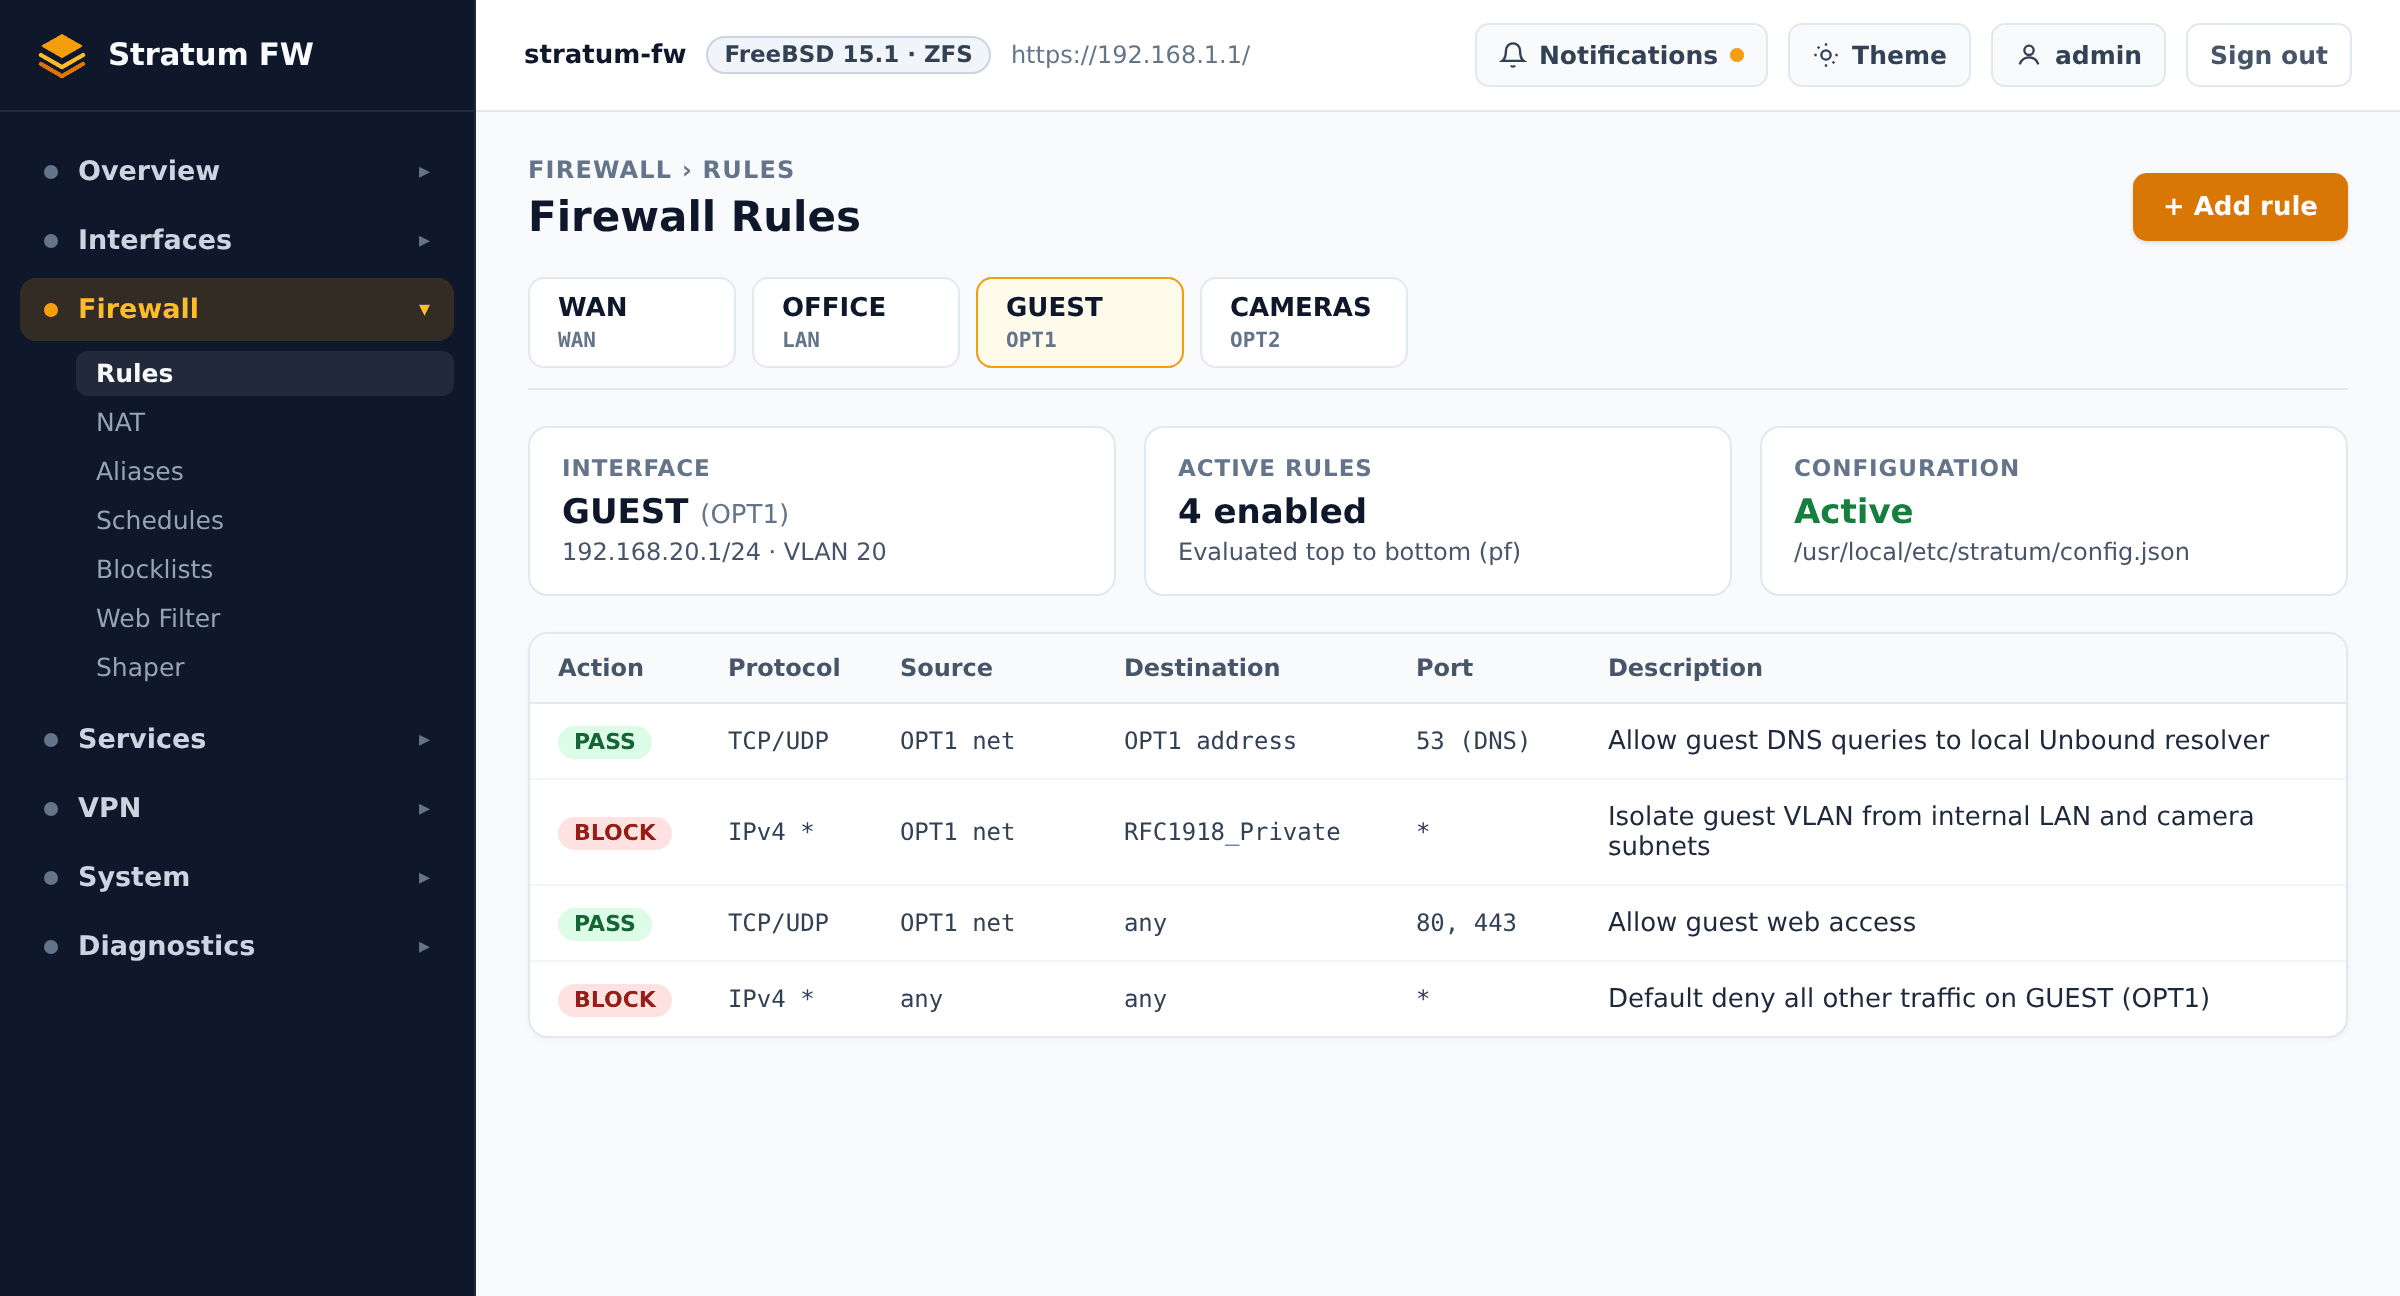 Stratum FW
stratum-fw
FreeBSD 15.1 · ZFS
https://192.168.1.1/
Notifications
Theme
admin
Sign out
Overview
Interfaces
Firewall
Rules
NAT
Aliases
Schedules
Blocklists
Web Filter
Shaper
Services
VPN
System
Diagnostics
FIREWALL › RULES
Firewall Rules
+ Add rule
WAN
WAN
OFFICE
LAN
GUEST
OPT1
CAMERAS
OPT2
INTERFACE
GUEST (OPT1)
192.168.20.1/24 · VLAN 20
ACTIVE RULES
4 enabled
Evaluated top to bottom (pf)
CONFIGURATION
Active
/usr/local/etc/stratum/config.json
Action Protocol Source Destination Port Description
PASS TCP/UDP OPT1 net OPT1 address 53 (DNS) Allow guest DNS queries to local Unbound resolver
BLOCK IPv4 * OPT1 net RFC1918_Private * Isolate guest VLAN from internal LAN and camera
subnets
PASS TCP/UDP OPT1 net any 80, 443 Allow guest web access
BLOCK IPv4 * any any * Default deny all other traffic on GUEST (OPT1)